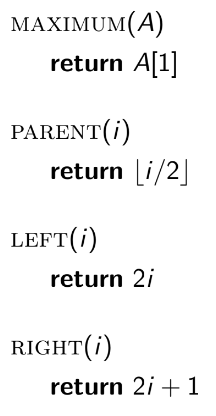 MAXIMUM(A)
return A[1]
PARENT(i)
return ⌊i/2⌋
LEFT(i)
return 2i
RIGHT(i)
return 2i + 1